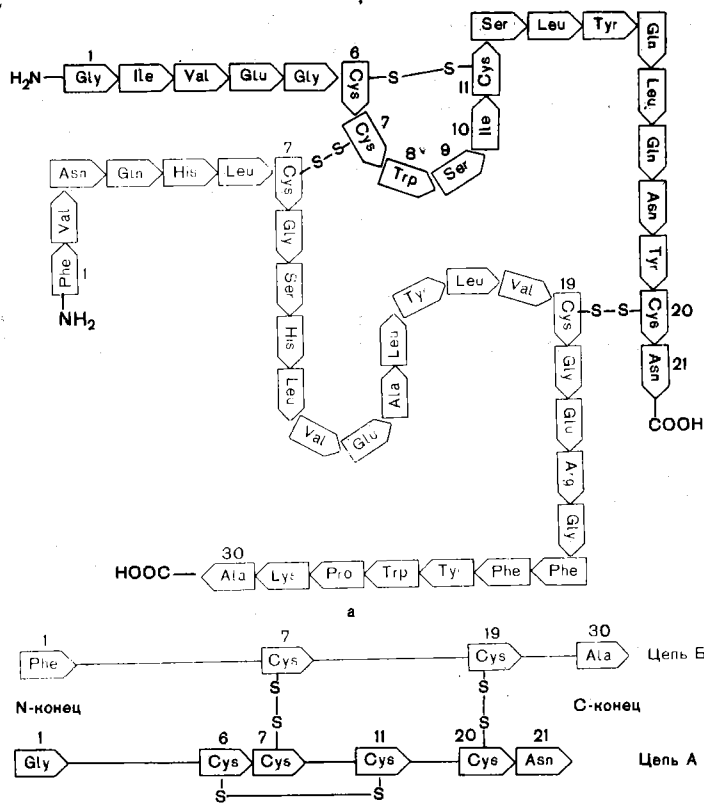 Ser Leu Tyr Gln
1 6
H₂N– Gly Ile Val Glu Gly Cys –S–S– Cys Leu
11
7 7 10 Ile Gln
Asn Gln His Leu Cys –S–S– Cys 8 9
Trp Ser Asn
Val Gly
Phe 1 Ser Tyr
NH₂ Tyr Leu Val 19
His Leu Cys –S–S– Cys 20
Leu Ala Gly Asn 21
Val Glu Glu COOH
Arg
30 Gly
HOOC– Ala Lys Pro Trp Tyr Phe Phe
а
1 7 19 30
Phe Cys Cys Ala Цепь Б
S S
N-конец S S С-конец
1 6 7 11 20 21
Gly Cys Cys Cys Cys Asn Цепь А
S S